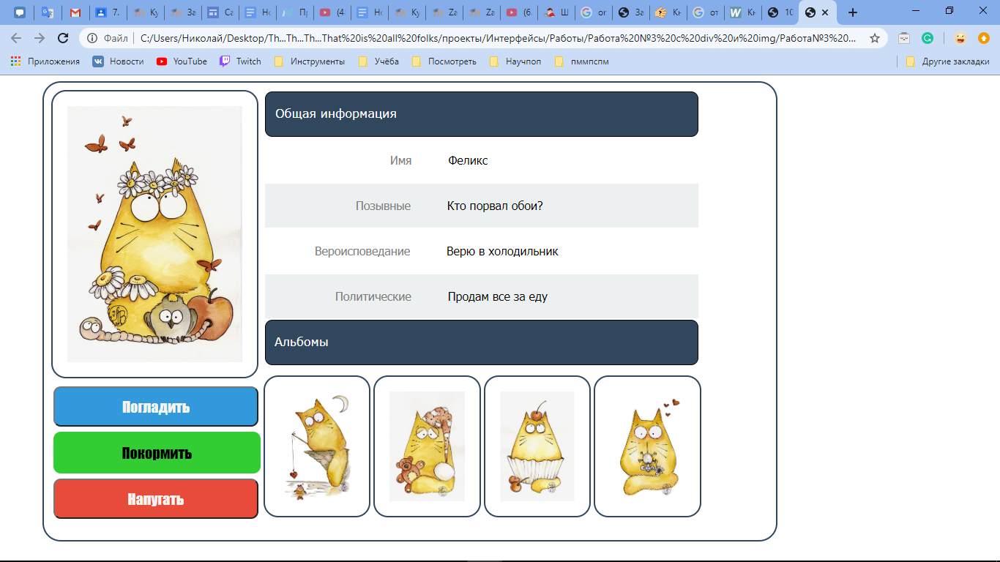 7.
Ку
За
Са
Но
Пр
(4
Но
Ку
Za
Za
(6
Ш
or
За
Кн
от
Кн
10
Файл
C:/Users/Николай/Desktop/Th...Th...Th...That%20is%20all%20folks/проекты/Интерфейсы/Работы/Работа%20№3%20с%20div%20и%20img/Работа№3%20...
Приложения
Новости
YouTube
Twitch
Инструменты
Учёба
Посмотреть
Научпоп
пммпспм
Другие закладки
Общая информация
Имя Феликс
Позывные Кто порвал обои?
Вероисповедание Верю в холодильник
Политические Продам все за еду
Альбомы
Погладить
Покормить
Напугать